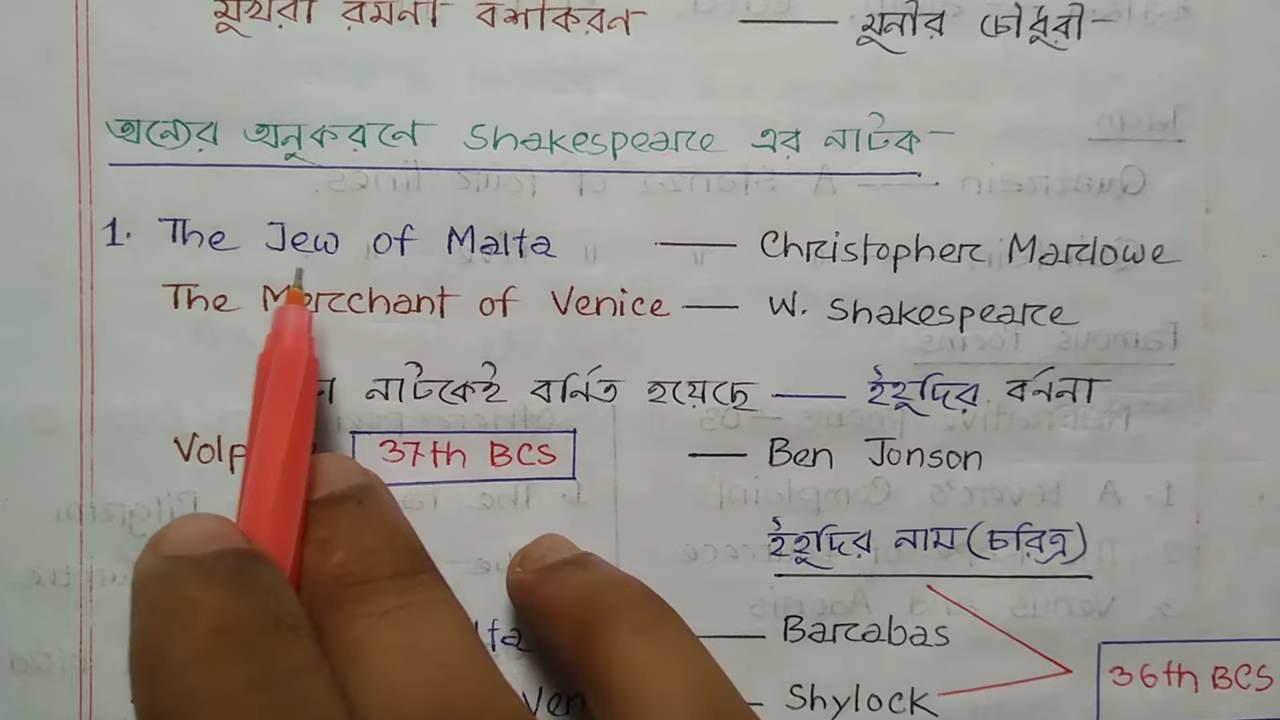 মুখরা রমনী বশীকরন — মুনীর চৌধুরী
অন্যের অনুকরনে Shakespeare এর নাটক
1. The Jew of Malta — Christopher Marlowe
The Merchant of Venice — W. Shakespeare
নাটকেই বর্নিত হয়েছে — ইহুদির বর্ননা
37th BCS — Ben Jonson
ইহুদির নাম (চরিত্র)
— Barabas
— Shylock
36th BCS